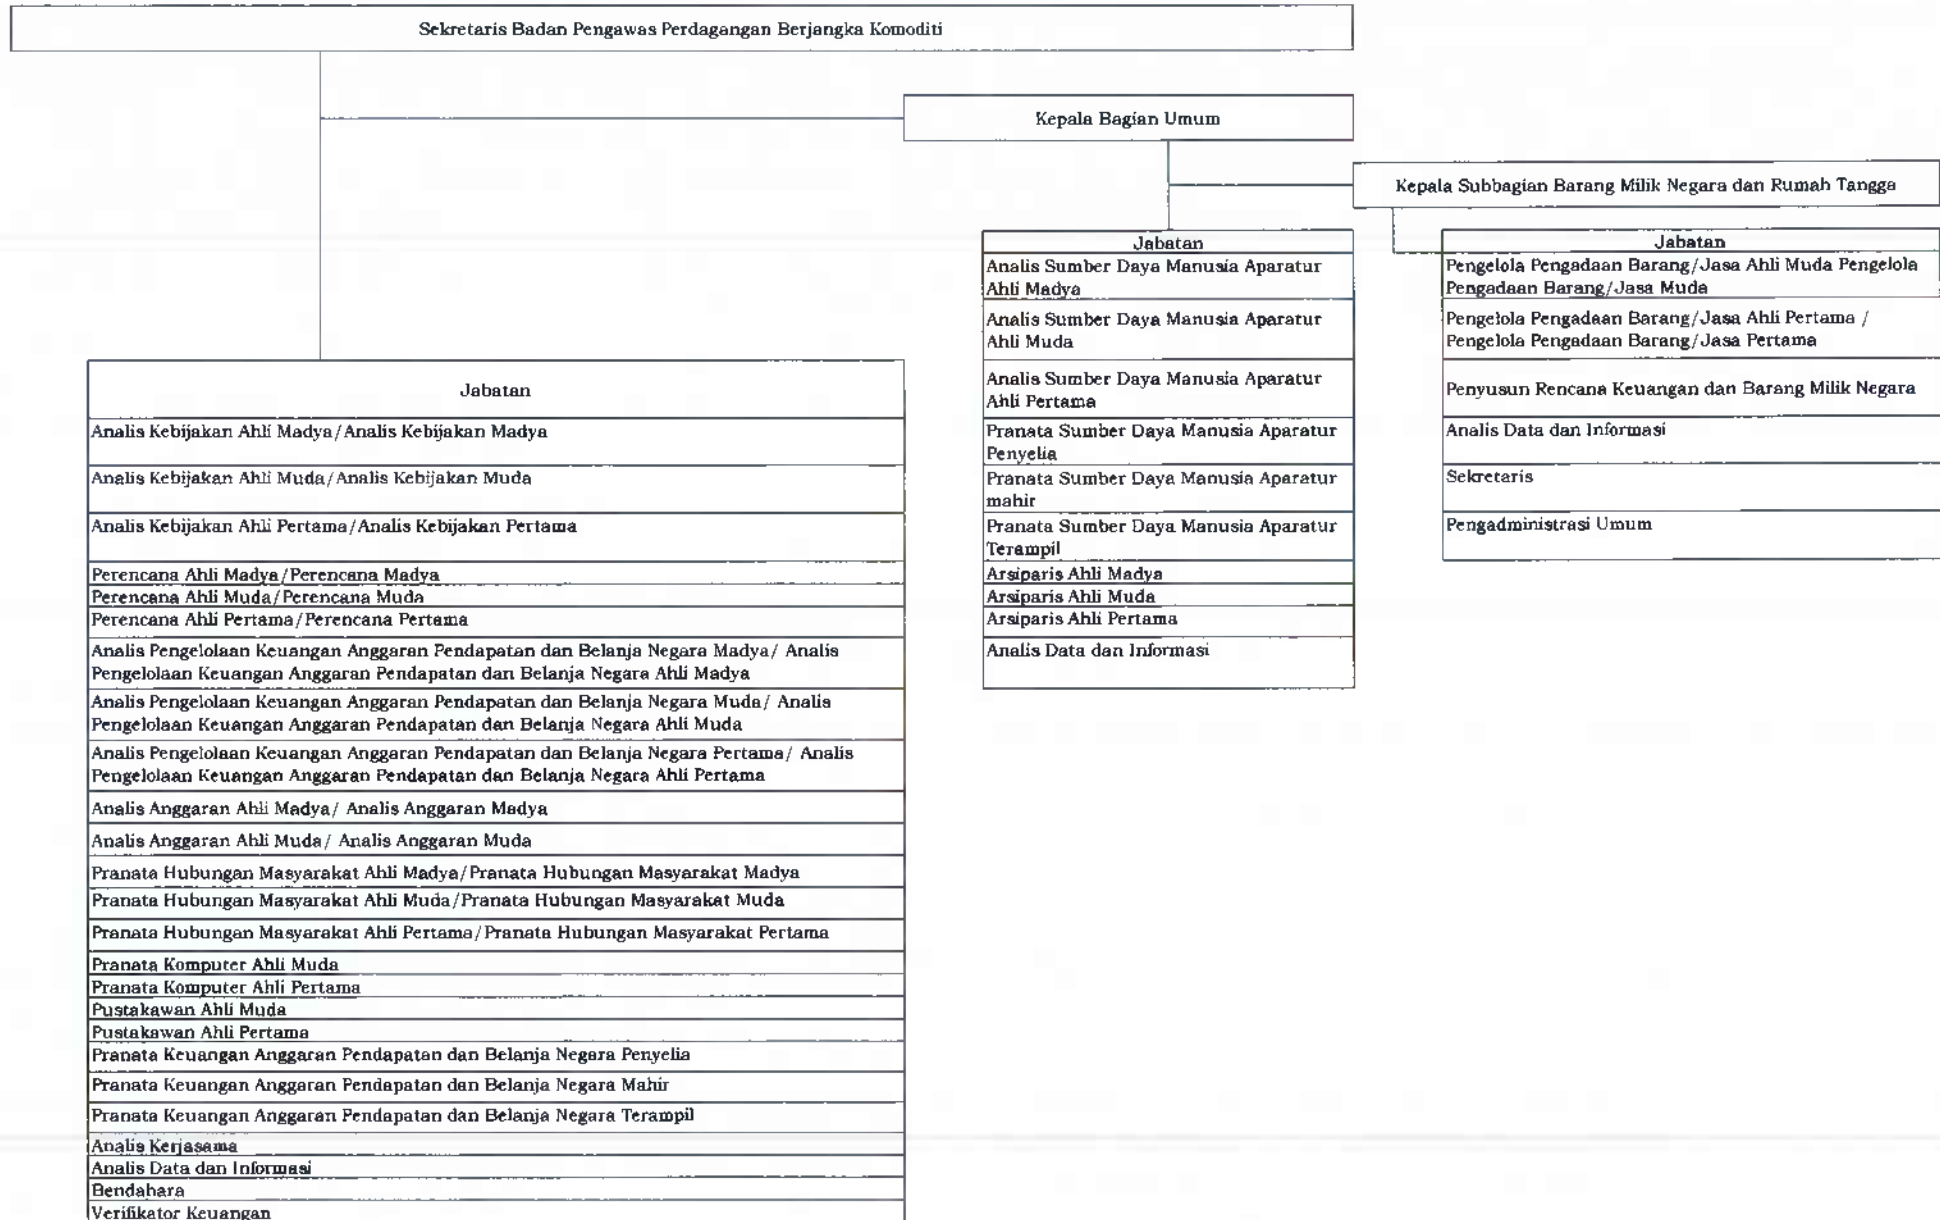 Sekretaris Badan Pengawas Perdagangan Berjangka Komoditi
Kepala Bagian Umum
Kepala Subbagian Barang Milik Negara dan Rumah Tangga
Jabatan
Analis Kebijakan Ahli Madya/Analis Kebijakan Madya
Analis Kebijakan Ahli Muda/Analis Kebijakan Muda
Analis Kebijakan Ahli Pertama/Analis Kebijakan Pertama
Perencana Ahli Madya/Perencana Madya
Perencana Ahli Muda/Perencana Muda
Perencana Ahli Pertama/Perencana Pertama
Analis Pengelolaan Keuangan Anggaran Pendapatan dan Belanja Negara Madya/ Analis
Pengelolaan Keuangan Anggaran Pendapatan dan Belanja Negara Ahli Madya
Analis Pengelolaan Keuangan Anggaran Pendapatan dan Belanja Negara Muda/ Analis
Pengelolaan Keuangan Anggaran Pendapatan dan Belanja Negara Ahli Muda
Analis Pengelolaan Keuangan Anggaran Pendapatan dan Belanja Negara Pertama/ Analis
Pengelolaan Keuangan Anggaran Pendapatan dan Belanja Negara Ahli Pertama
Analis Anggaran Ahli Madya/ Analis Anggaran Madya
Analis Anggaran Ahli Muda/ Analis Anggaran Muda
Pranata Hubungan Masyarakat Ahli Madya/Pranata Hubungan Masyarakat Madya
Pranata Hubungan Masyarakat Ahli Muda/Pranata Hubungan Masyarakat Muda
Pranata Hubungan Masyarakat Ahli Pertama/Pranata Hubungan Masyarakat Pertama
Pranata Komputer Ahli Muda
Pranata Komputer Ahli Pertama
Pustakawan Ahli Muda
Pustakawan Ahli Pertama
Pranata Keuangan Anggaran Pendapatan dan Belanja Negara Penyelia
Pranata Keuangan Anggaran Pendapatan dan Belanja Negara Mahir
Pranata Keuangan Anggaran Pendapatan dan Belanja Negara Terampil
Analis Kerjasama
Analis Data dan Informasi
Bendahara
Verifikator Keuangan
Jabatan
Analis Sumber Daya Manusia Aparatur
Ahli Madya
Analis Sumber Daya Manusia Aparatur
Ahli Muda
Analis Sumber Daya Manusia Aparatur
Ahli Pertama
Pranata Sumber Daya Manusia Aparatur
Penyelia
Pranata Sumber Daya Manusia Aparatur
mahir
Pranata Sumber Daya Manusia Aparatur
Terampil
Arsiparis Ahli Madya
Arsiparis Ahli Muda
Arsiparis Ahli Pertama
Analis Data dan Informasi
Jabatan
Pengelola Pengadaan Barang/Jasa Ahli Muda Pengelola
Pengadaan Barang/Jasa Muda
Pengelola Pengadaan Barang/Jasa Ahli Pertama /
Pengelola Pengadaan Barang/Jasa Pertama
Penyusun Rencana Keuangan dan Barang Milik Negara
Analis Data dan Informasi
Sekretaris
Pengadministrasi Umum